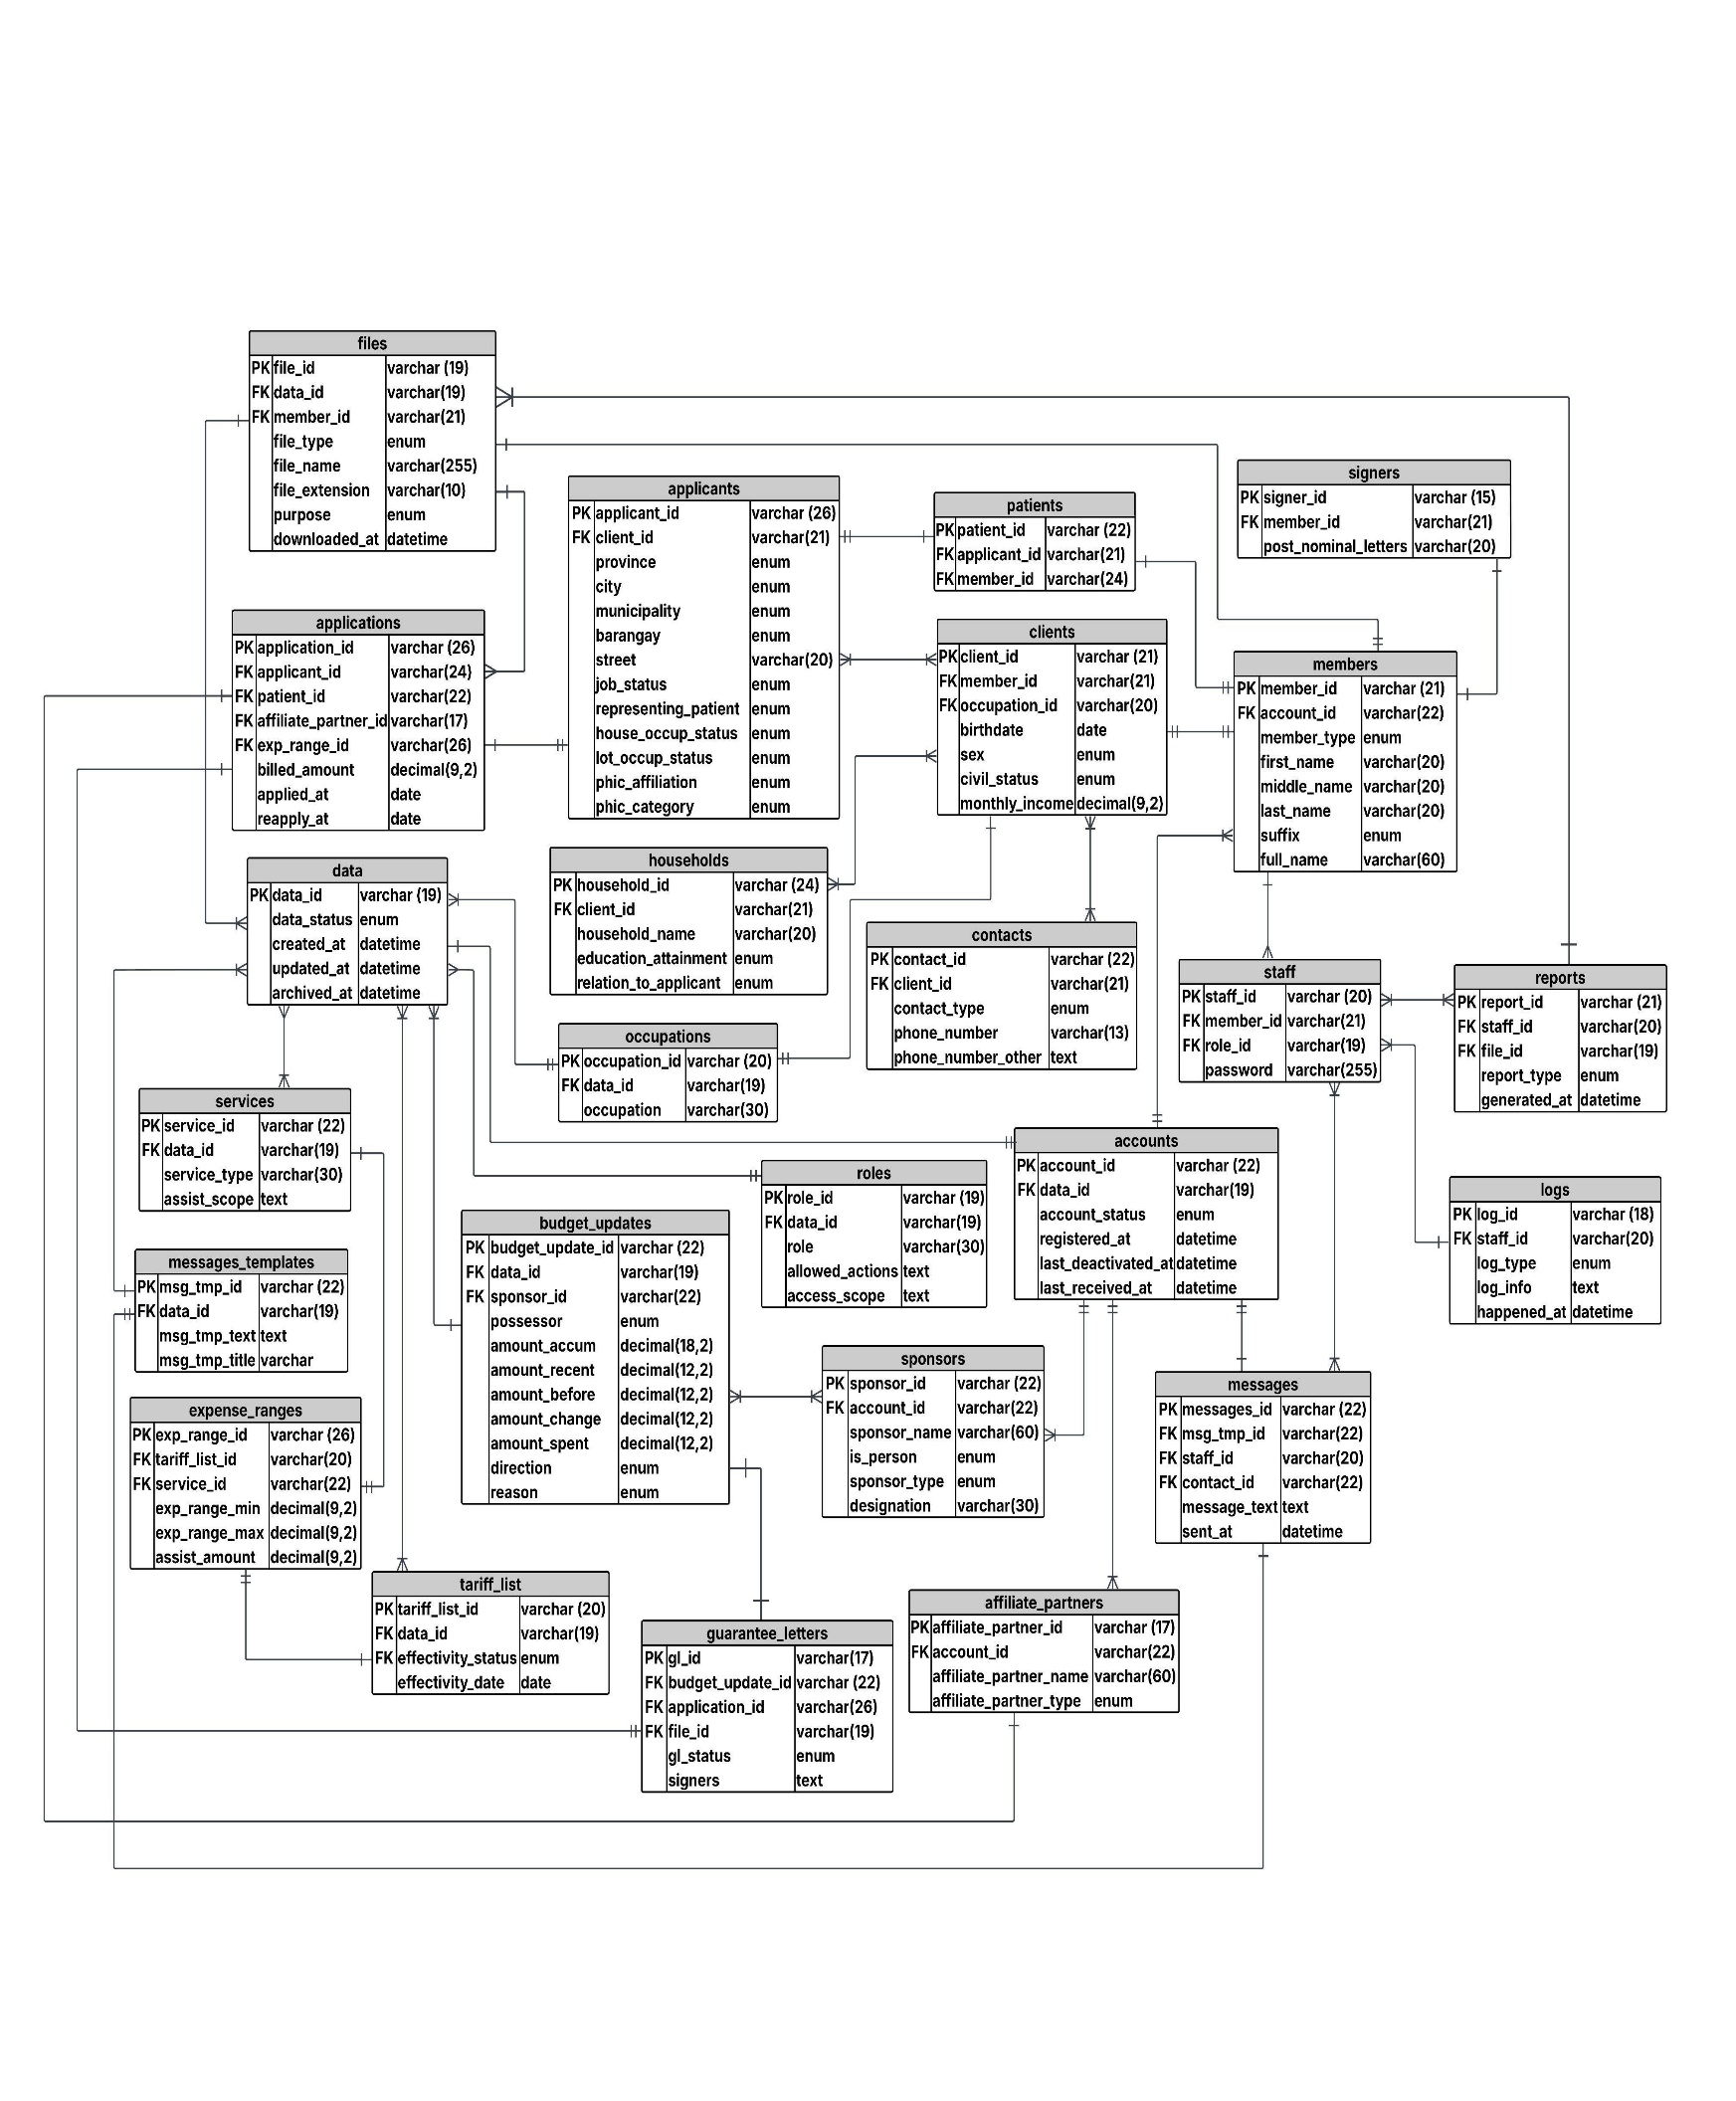 files
PK file_id varchar (19)
FK data_id varchar(19)
FK member_id varchar(21)
file_type enum
file_name varchar(255)
file_extension varchar(10)
purpose enum
downloaded_at datetime
applicants
PK applicant_id varchar (26)
FK client_id varchar(21)
province enum
city enum
municipality enum
barangay enum
street varchar(20)
job_status enum
representing_patient enum
house_occup_status enum
lot_occup_status enum
phic_affiliation enum
phic_category enum
patients
PK patient_id varchar (22)
FK applicant_id varchar(21)
FK member_id varchar(24)
signers
PK signer_id varchar (15)
FK member_id varchar(21)
post_nominal_letters varchar(20)
applications
PK application_id varchar (26)
FK applicant_id varchar(24)
FK patient_id varchar(22)
FK affiliate_partner_id varchar(17)
FK exp_range_id varchar(26)
billed_amount decimal(9,2)
applied_at date
reapply_at date
clients
PK client_id varchar (21)
FK member_id varchar(21)
FK occupation_id varchar(20)
birthdate date
sex enum
civil_status enum
monthly_income decimal(9,2)
members
PK member_id varchar (21)
FK account_id varchar(22)
member_type enum
first_name varchar(20)
middle_name varchar(20)
last_name varchar(20)
suffix enum
full_name varchar(60)
data
PK data_id varchar (19)
data_status enum
created_at datetime
updated_at datetime
archived_at datetime
households
PK household_id varchar (24)
FK client_id varchar(21)
household_name varchar(20)
education_attainment enum
relation_to_applicant enum
contacts
PK contact_id varchar (22)
FK client_id varchar(21)
contact_type enum
phone_number varchar(13)
phone_number_other text
staff
PK staff_id varchar (20)
FK member_id varchar(21)
FK role_id varchar(19)
password varchar(255)
reports
PK report_id varchar (21)
FK staff_id varchar(20)
FK file_id varchar(19)
report_type enum
generated_at datetime
occupations
PK occupation_id varchar (20)
FK data_id varchar(19)
occupation varchar(30)
services
PK service_id varchar (22)
FK data_id varchar(19)
service_type varchar(30)
assist_scope text
accounts
PK account_id varchar (22)
FK data_id varchar(19)
account_status enum
registered_at datetime
last_deactivated_at datetime
last_received_at datetime
roles
PK role_id varchar (19)
FK data_id varchar(19)
role varchar(30)
allowed_actions text
access_scope text
logs
PK log_id varchar (18)
FK staff_id varchar(20)
log_type enum
log_info text
happened_at datetime
budget_updates
PK budget_update_id varchar (22)
FK data_id varchar(19)
FK sponsor_id varchar(22)
possessor enum
amount_accum decimal(18,2)
amount_recent decimal(12,2)
amount_before decimal(12,2)
amount_change decimal(12,2)
amount_spent decimal(12,2)
direction enum
reason enum
messages_templates
PK msg_tmp_id varchar (22)
FK data_id varchar(19)
msg_tmp_text text
msg_tmp_title varchar
sponsors
PK sponsor_id varchar (22)
FK account_id varchar(22)
sponsor_name varchar(60)
is_person enum
sponsor_type enum
designation varchar(30)
messages
PK messages_id varchar (22)
FK msg_tmp_id varchar(22)
FK staff_id varchar(20)
FK contact_id varchar(22)
message_text text
sent_at datetime
expense_ranges
PK exp_range_id varchar (26)
FK tariff_list_id varchar(20)
FK service_id varchar(22)
exp_range_min decimal(9,2)
exp_range_max decimal(9,2)
assist_amount decimal(9,2)
tariff_list
PK tariff_list_id varchar (20)
FK data_id varchar(19)
FK effectivity_status enum
effectivity_date date
guarantee_letters
PK gl_id varchar(17)
FK budget_update_id varchar (22)
FK application_id varchar(26)
FK file_id varchar(19)
gl_status enum
signers text
affiliate_partners
PK affiliate_partner_id varchar (17)
FK account_id varchar(22)
affiliate_partner_name varchar(60)
affiliate_partner_type enum